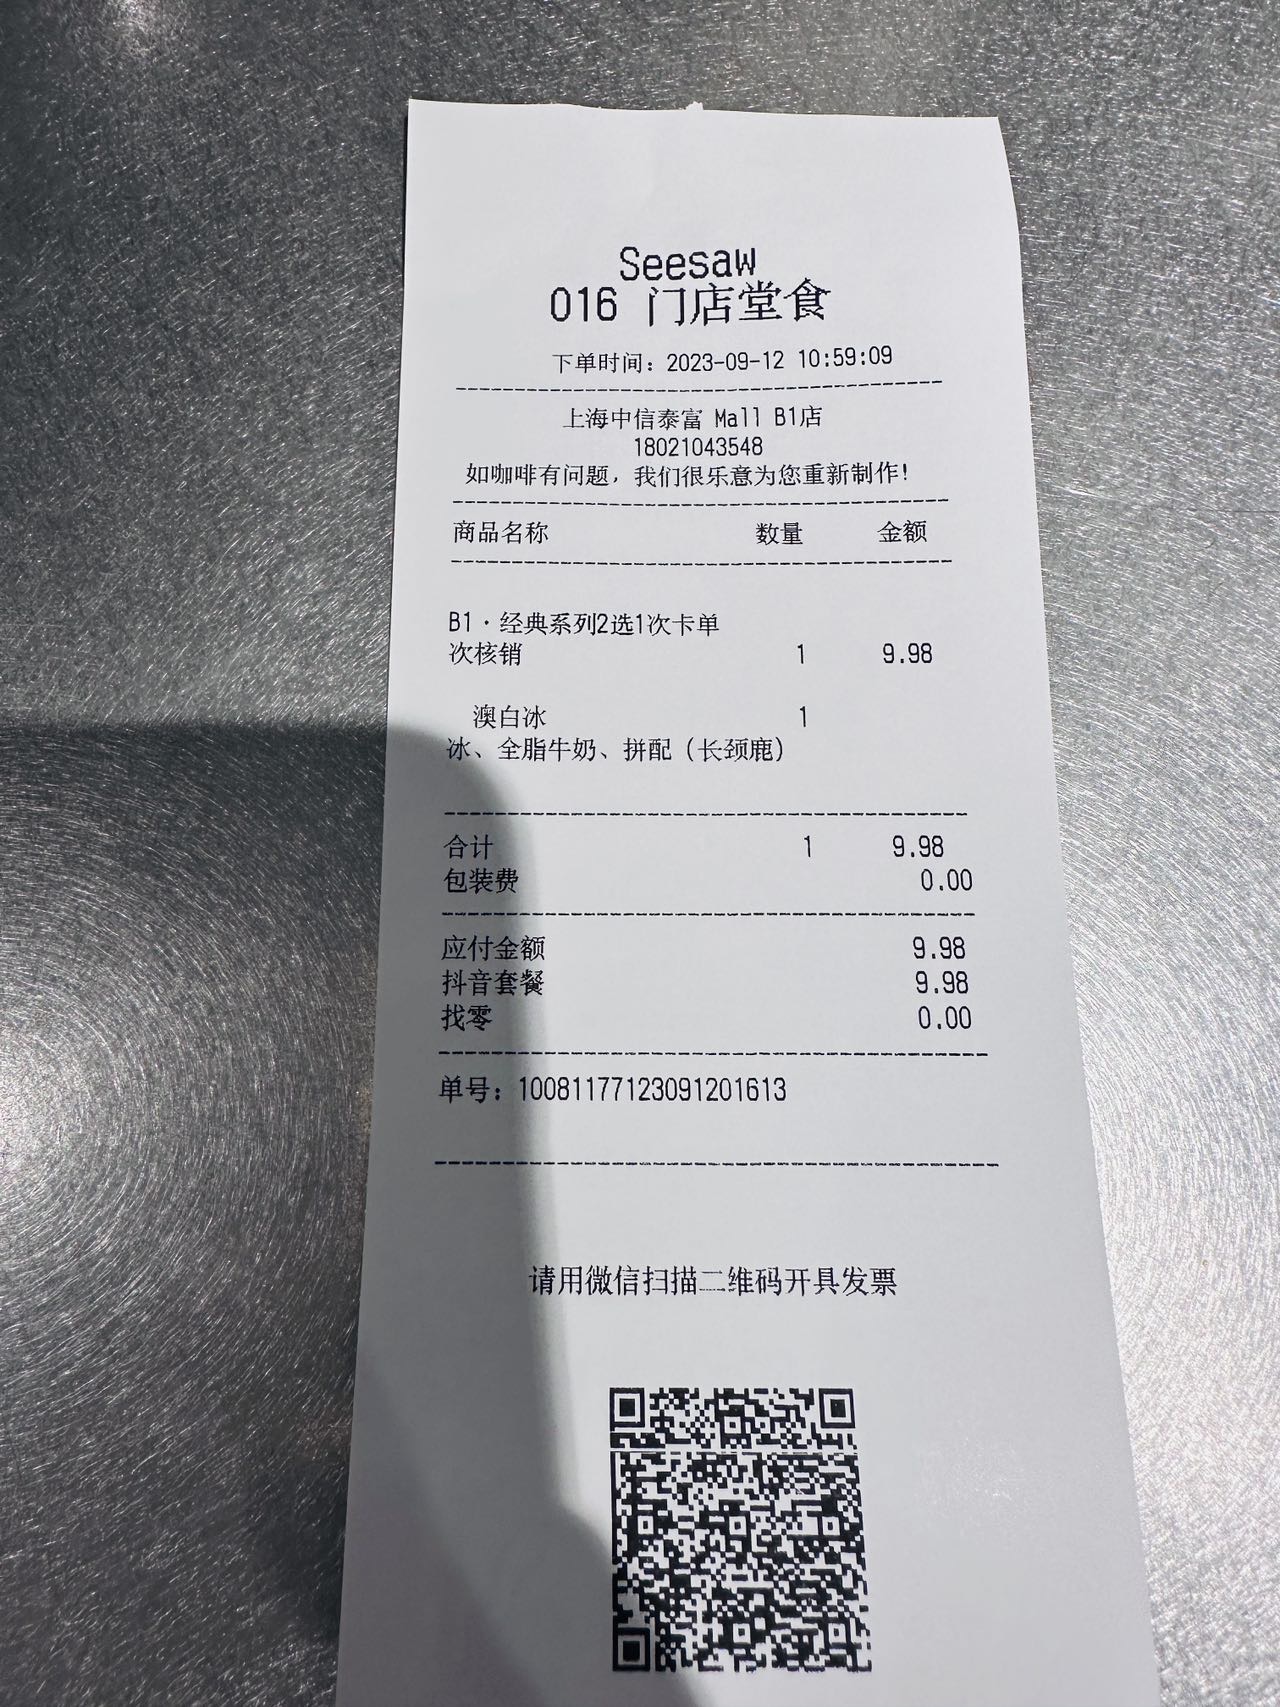 Seesaw
016 门店堂食
下单时间：2023-09-12 10:59:09
上海中信泰富 Mall B1店
18021043548
如咖啡有问题，我们很乐意为您重新制作！
商品名称 数量 金额
B1·经典系列2选1次卡单
次核销 1 9.98
澳白冰 1
冰、全脂牛奶、拼配（长颈鹿）
合计 1 9.98
包装费 0.00
应付金额 9.98
抖音套餐 9.98
找零 0.00
单号：10081177123091201613
请用微信扫描二维码开具发票